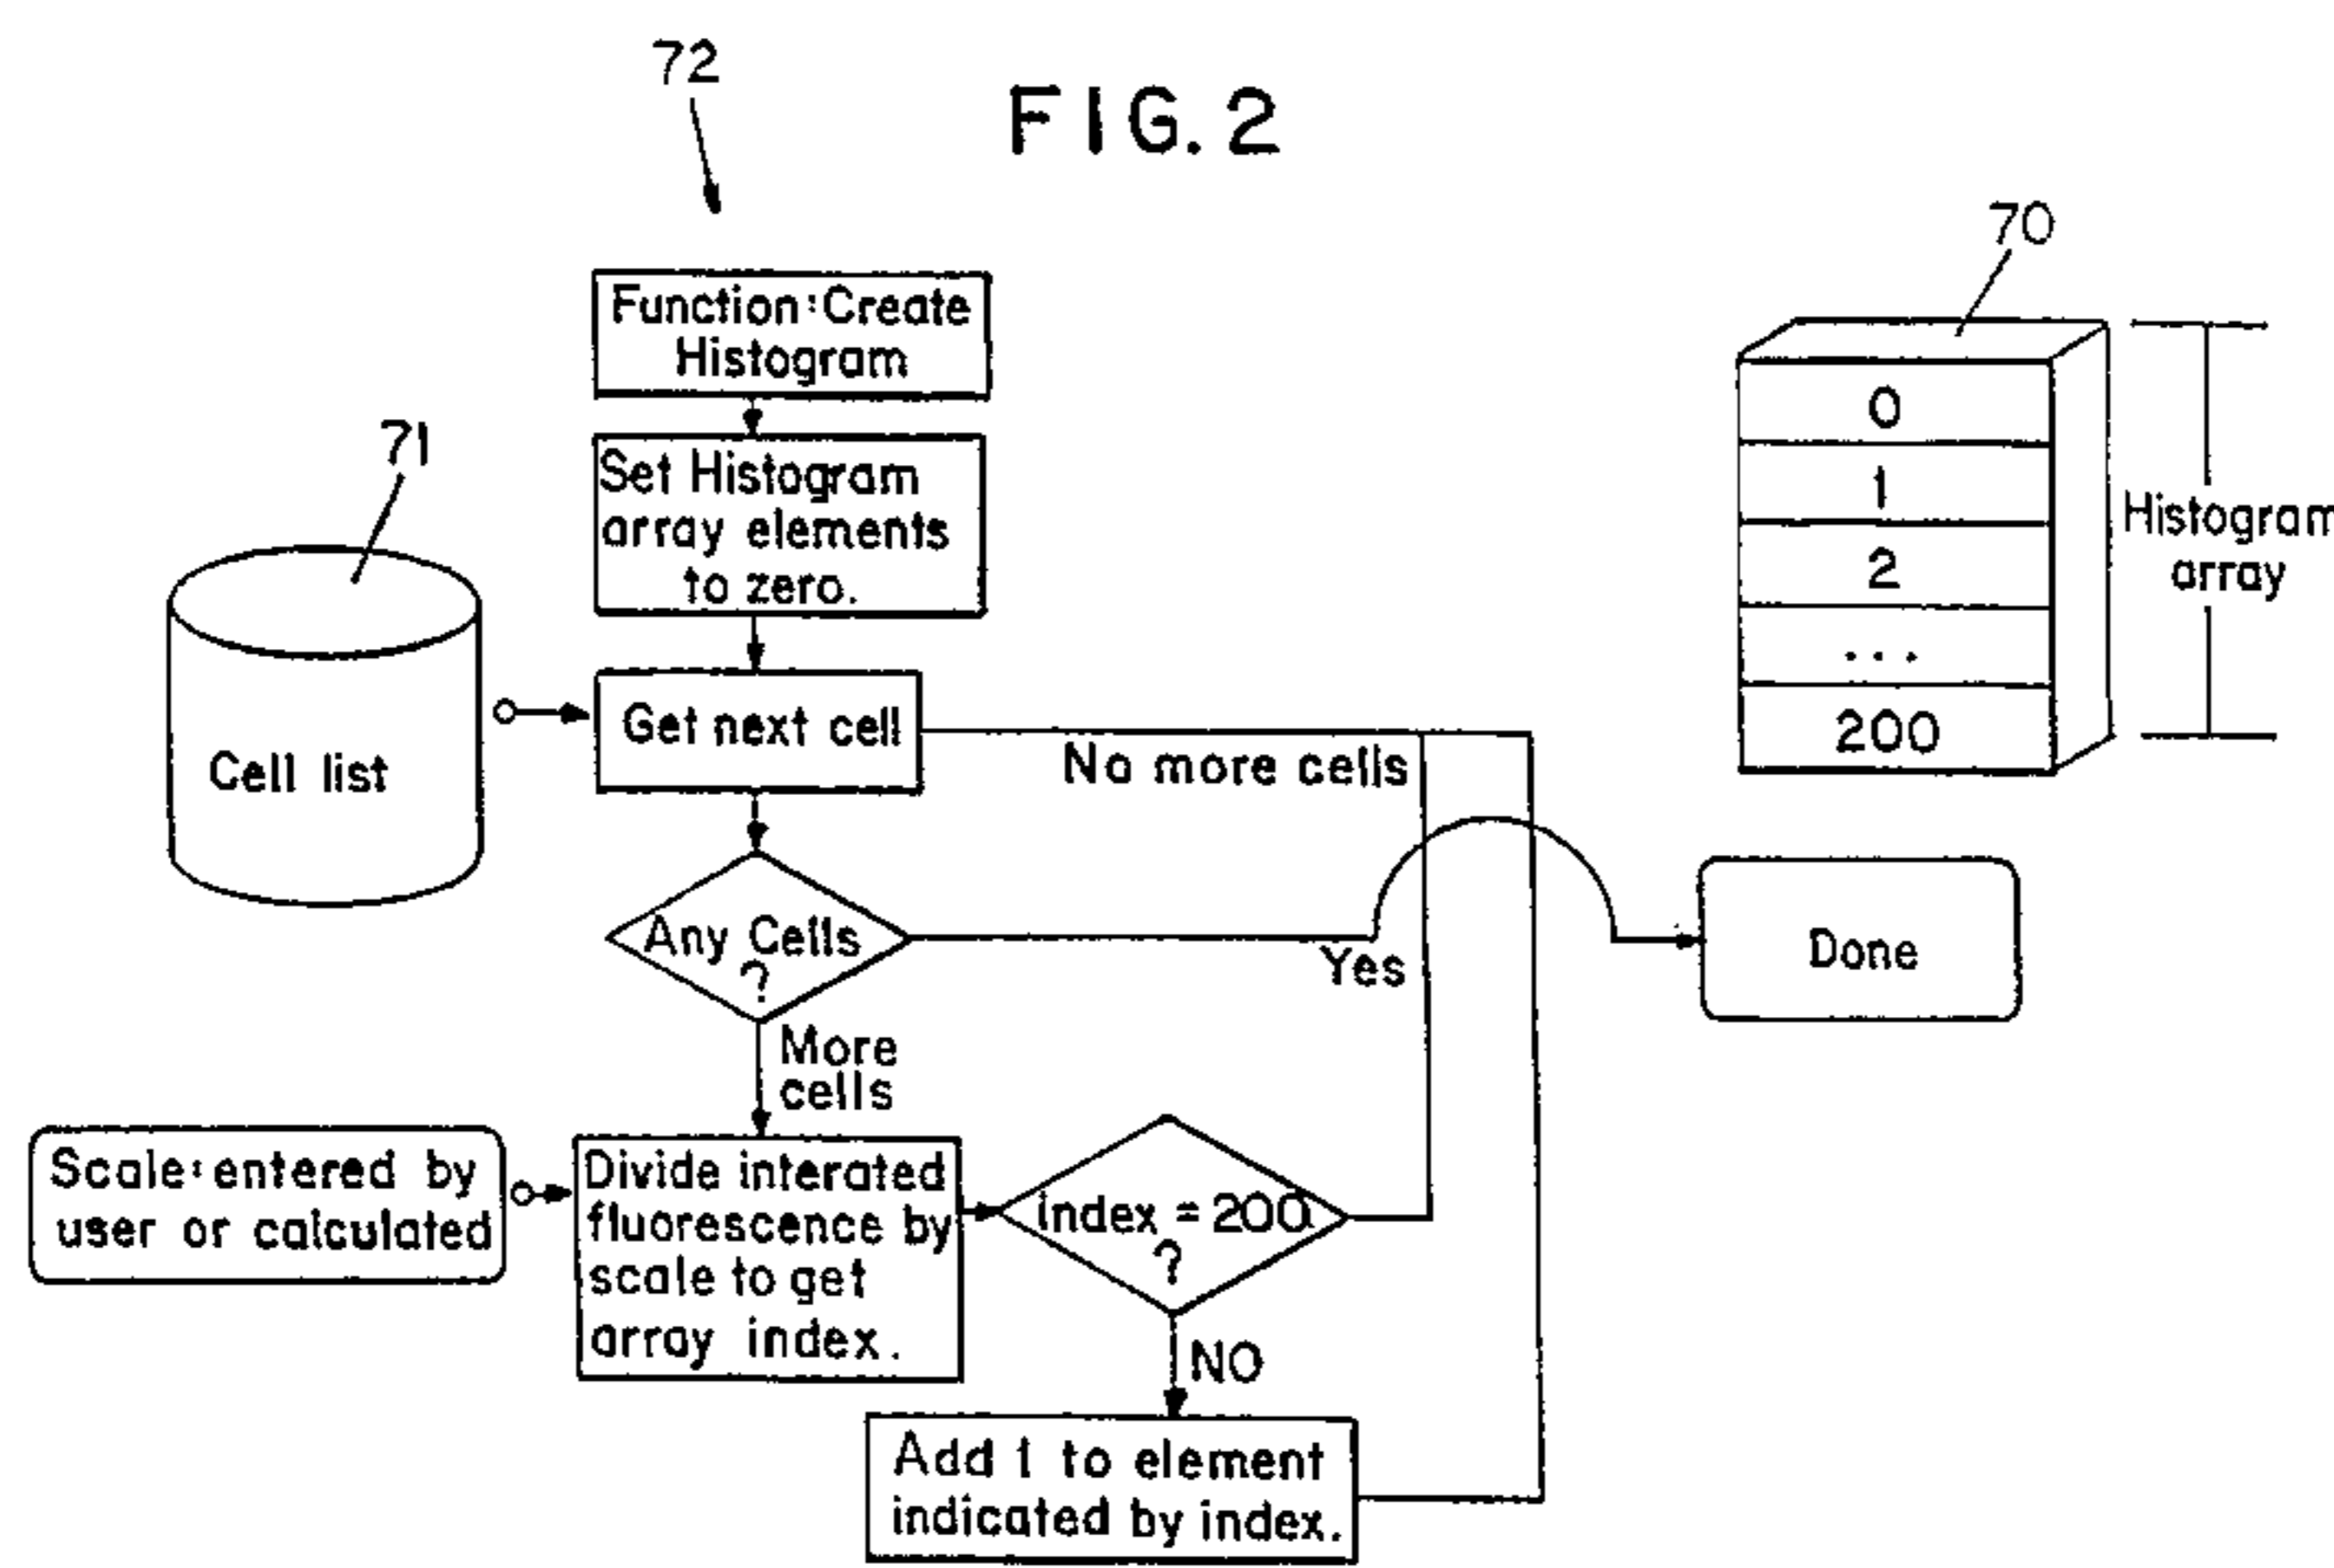 72
FIG. 2
70
Function: Create
Histogram
71
Set Histogram
array elements
to zero.
0
1
2
...
200
Histogram
array
Cell list
Get next cell
No more cells
Any Cells
?
Yes
Done
More
cells
Scale: entered by
user or calculated
Divide interated
fluorescence by
scale to get
array index.
index = 200
?
NO
Add 1 to element
indicated by index.